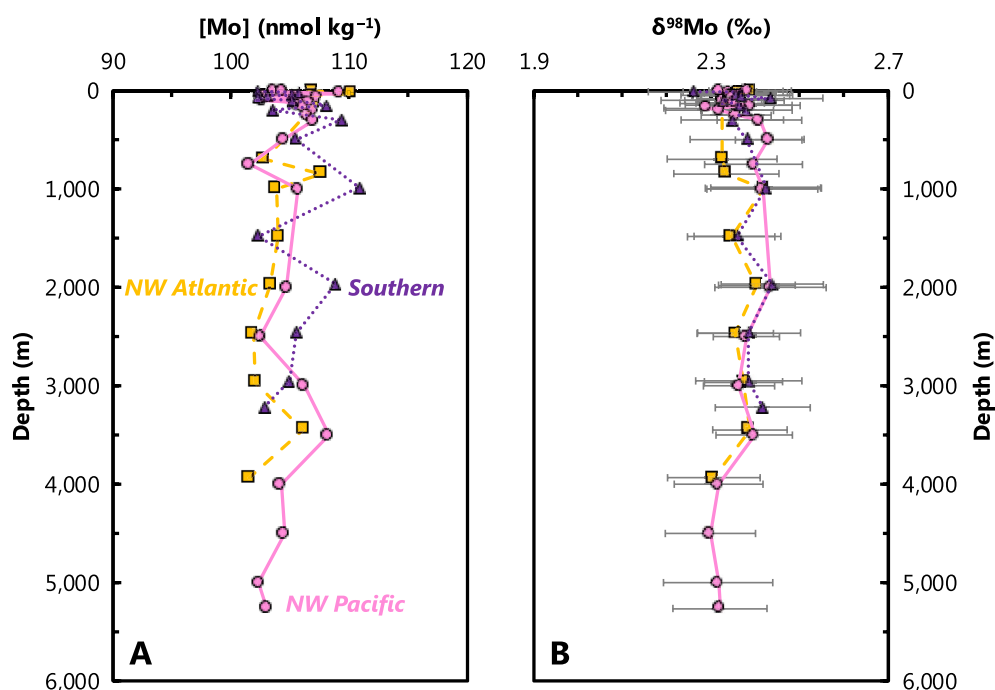 [Mo] (nmol kg⁻¹)
90 100 110 120
0
1,000
2,000
3,000
4,000
5,000
6,000
Depth (m)
NW Atlantic
Southern
NW Pacific
A
δ⁹⁸Mo (‰)
1.9 2.3 2.7
0
1,000
2,000
3,000
4,000
5,000
6,000
Depth (m)
B